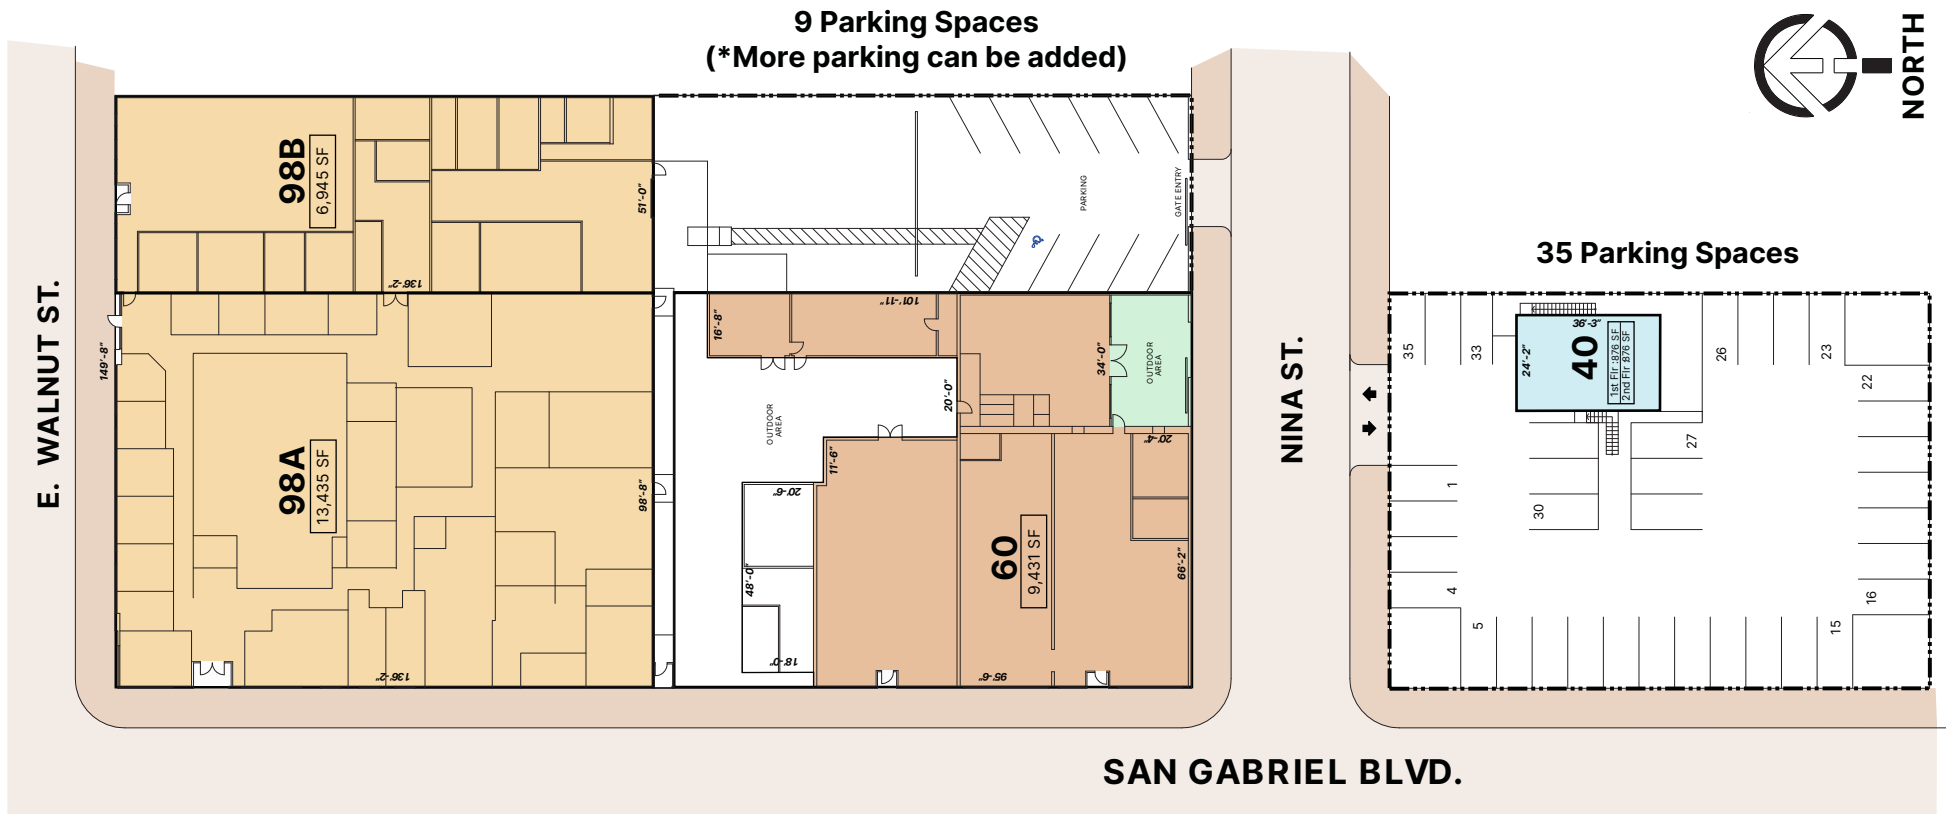 9 Parking Spaces
(*More parking can be added)
NORTH
E. WALNUT ST.
98B
6,945 SF
51'-0"
136'-2"
149'-8"
98A
13,435 SF
98'-8"
136'-2"
PARKING
GATE ENTRY
16'-8"
101'-11"
34'-0"
OUTDOOR
AREA
20'-0"
OUTDOOR
AREA
20'-4"
11'-6"
20'-6"
48'-0"
18'-0"
60
9,431 SF
66'-2"
95'-6"
NINA ST.
35 Parking Spaces
35
33
36'-3"
24'-2"
40
1st Flr :876 SF
2nd Flr :876 SF
26
23
22
27
1
30
4
5
16
15
SAN GABRIEL BLVD.